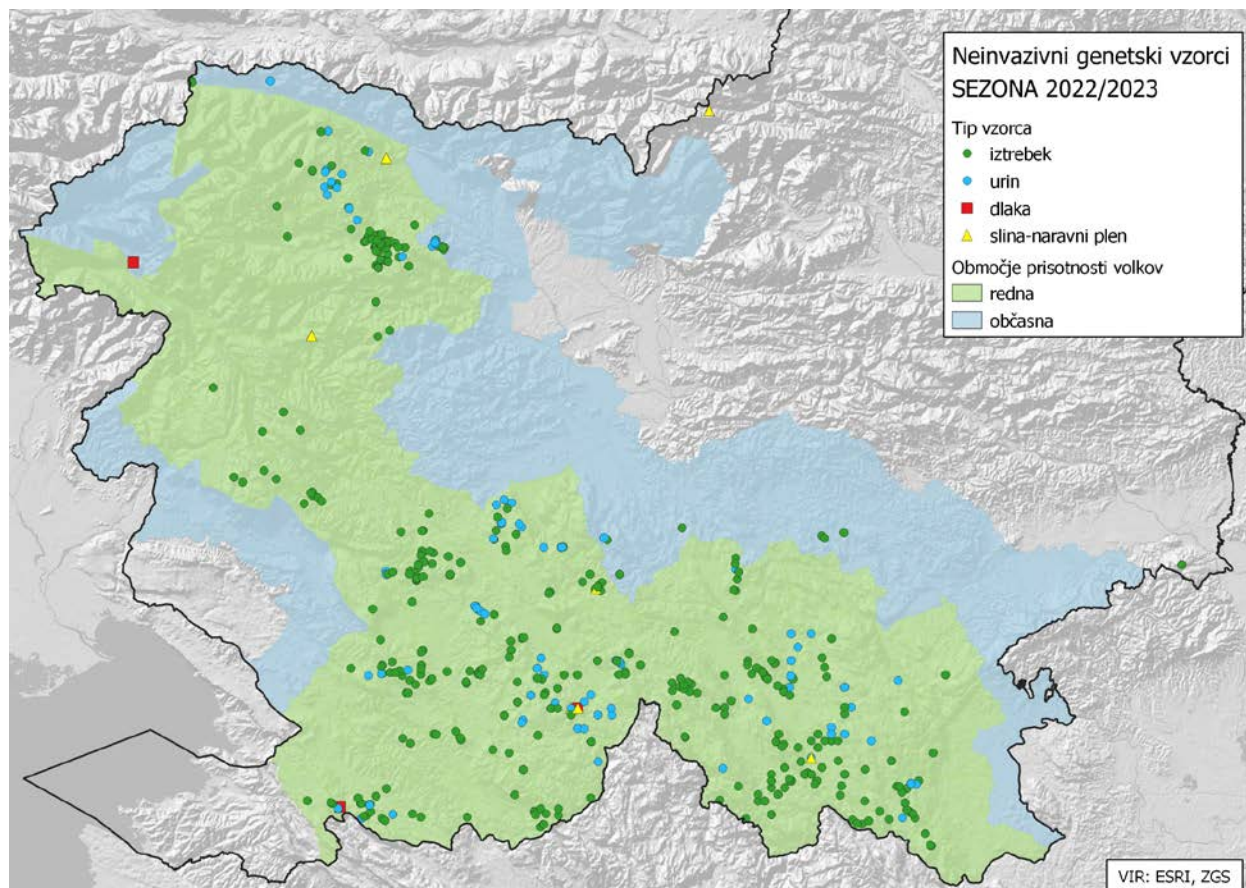 Neinvazivni genetski vzorci
SEZONA 2022/2023
Tip vzorca
iztrebek
urin
dlaka
slina-naravni plen
Območje prisotnosti volkov
redna
občasna
VIR: ESRI, ZGS